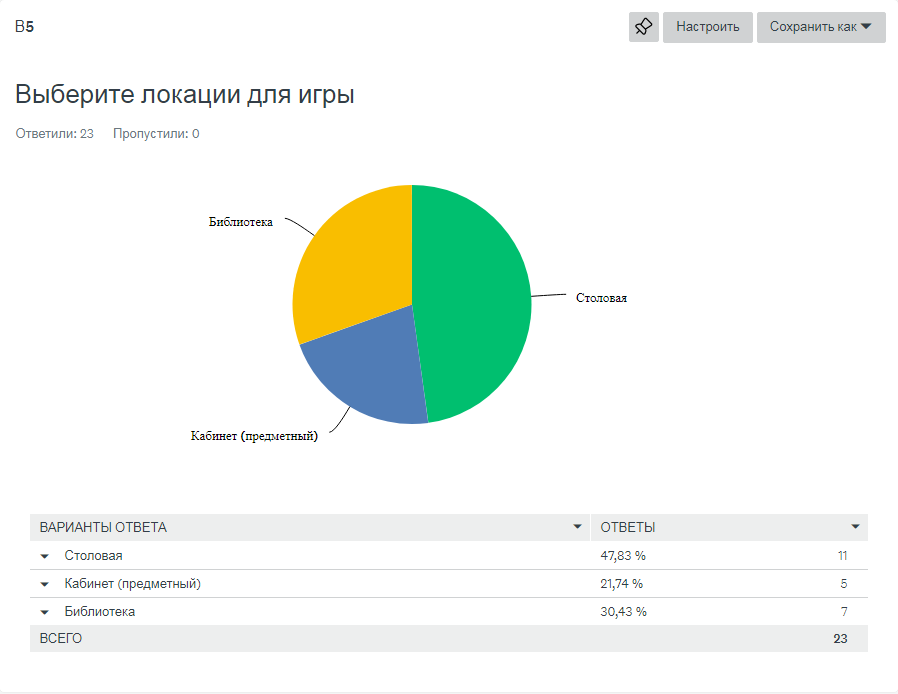 В5
Настроить
Сохранить как
Выберите локации для игры
Ответили: 23 Пропустили: 0
Библиотека
Столовая
Кабинет (предметный)
ВАРИАНТЫ ОТВЕТА ОТВЕТЫ
Столовая 47,83 % 11
Кабинет (предметный) 21,74 % 5
Библиотека 30,43 % 7
ВСЕГО 23